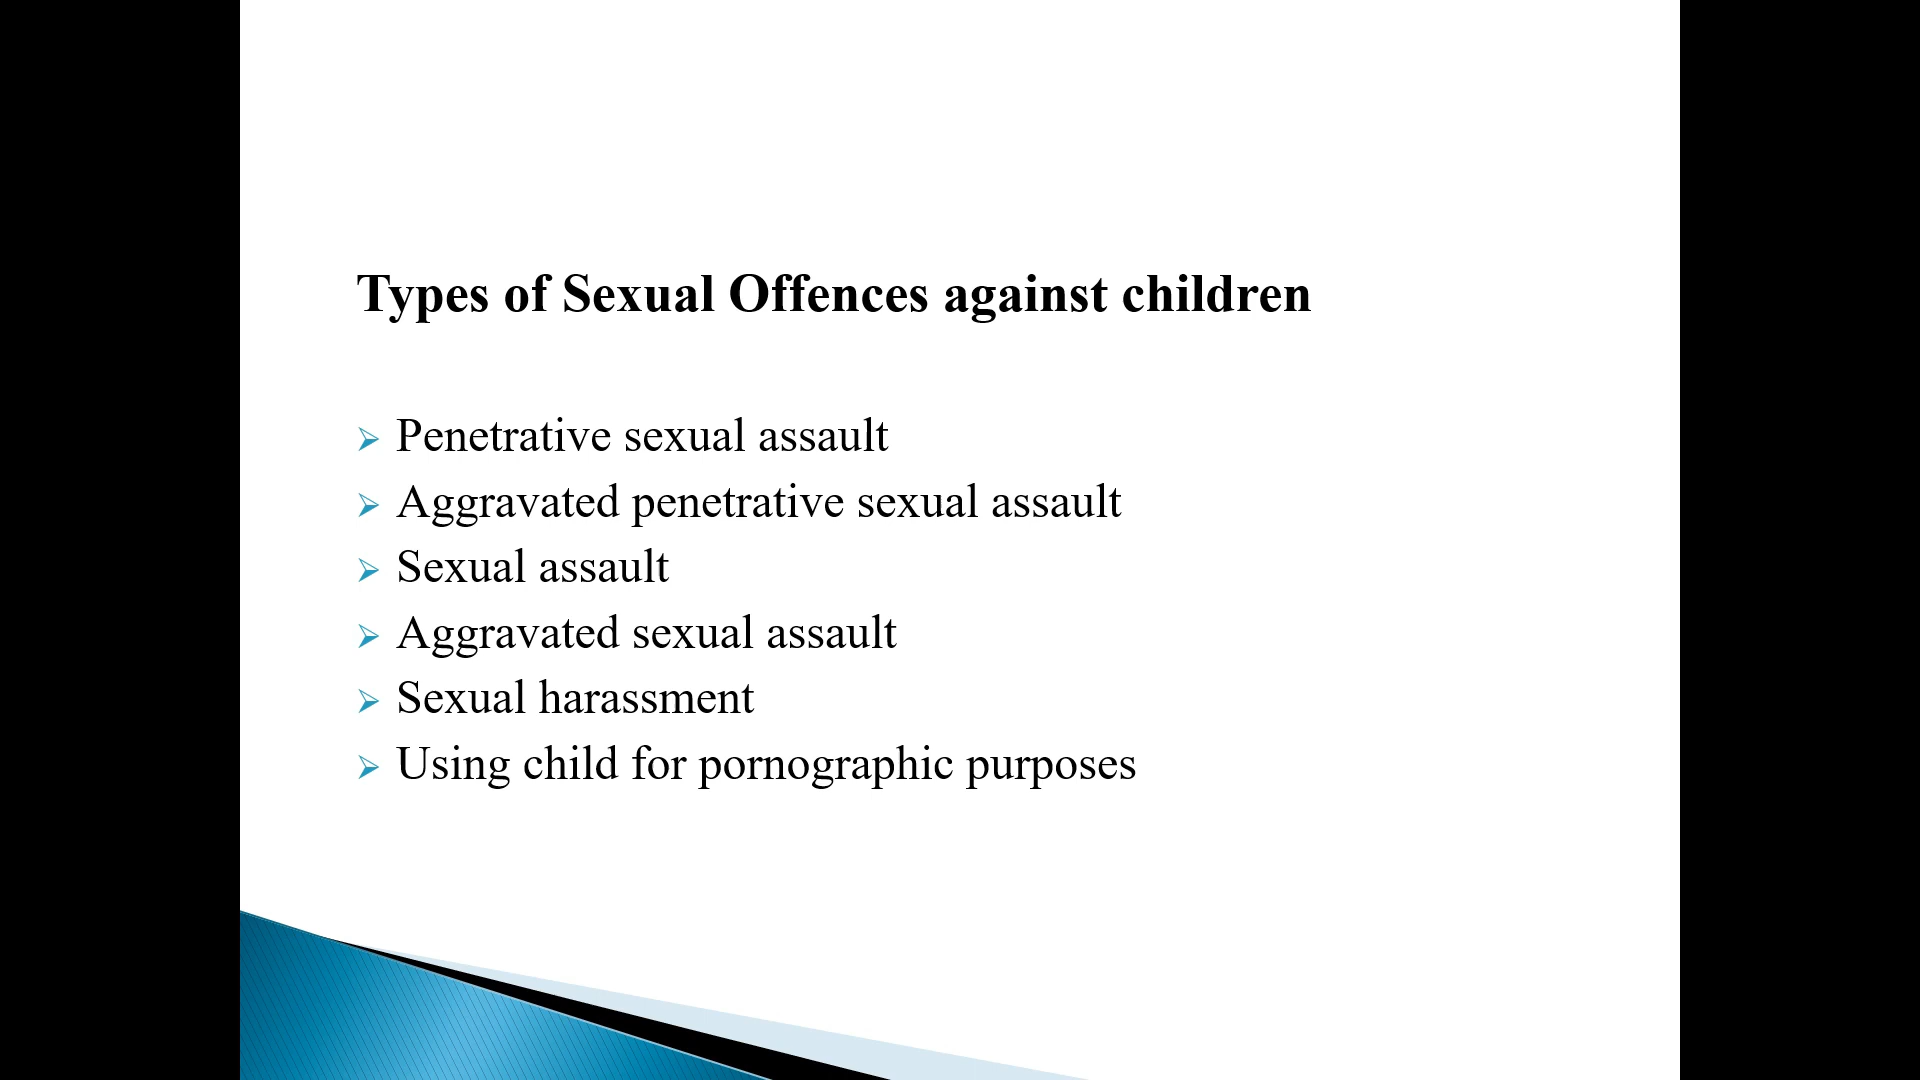 Types of Sexual Offences against children
Penetrative sexual assault
Aggravated penetrative sexual assault
Sexual assault
Aggravated sexual assault
Sexual harassment
Using child for pornographic purposes